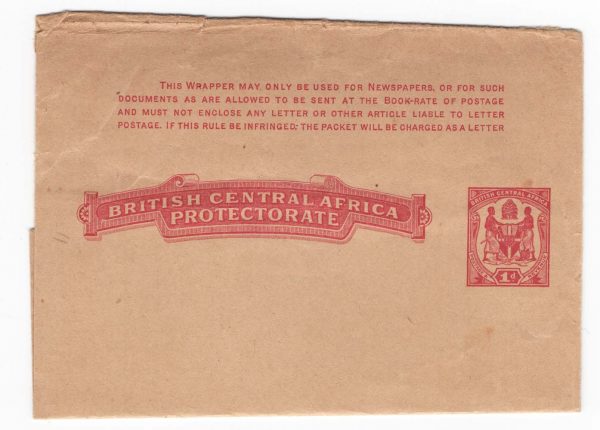 THIS WRAPPER MAY ONLY BE USED FOR NEWSPAPERS, OR FOR SUCH
DOCUMENTS AS ARE ALLOWED TO BE SENT AT THE BOOK-RATE OF POSTAGE
AND MUST NOT ENCLOSE ANY LETTER OR OTHER ARTICLE LIABLE TO LETTER
POSTAGE. IF THIS RULE BE INFRINGED, THE PACKET WILL BE CHARGED AS A LETTER
BRITISH CENTRAL AFRICA
PROTECTORATE
BRITISH CENTRAL AFRICA
POSTAGE
REVENUE
1d